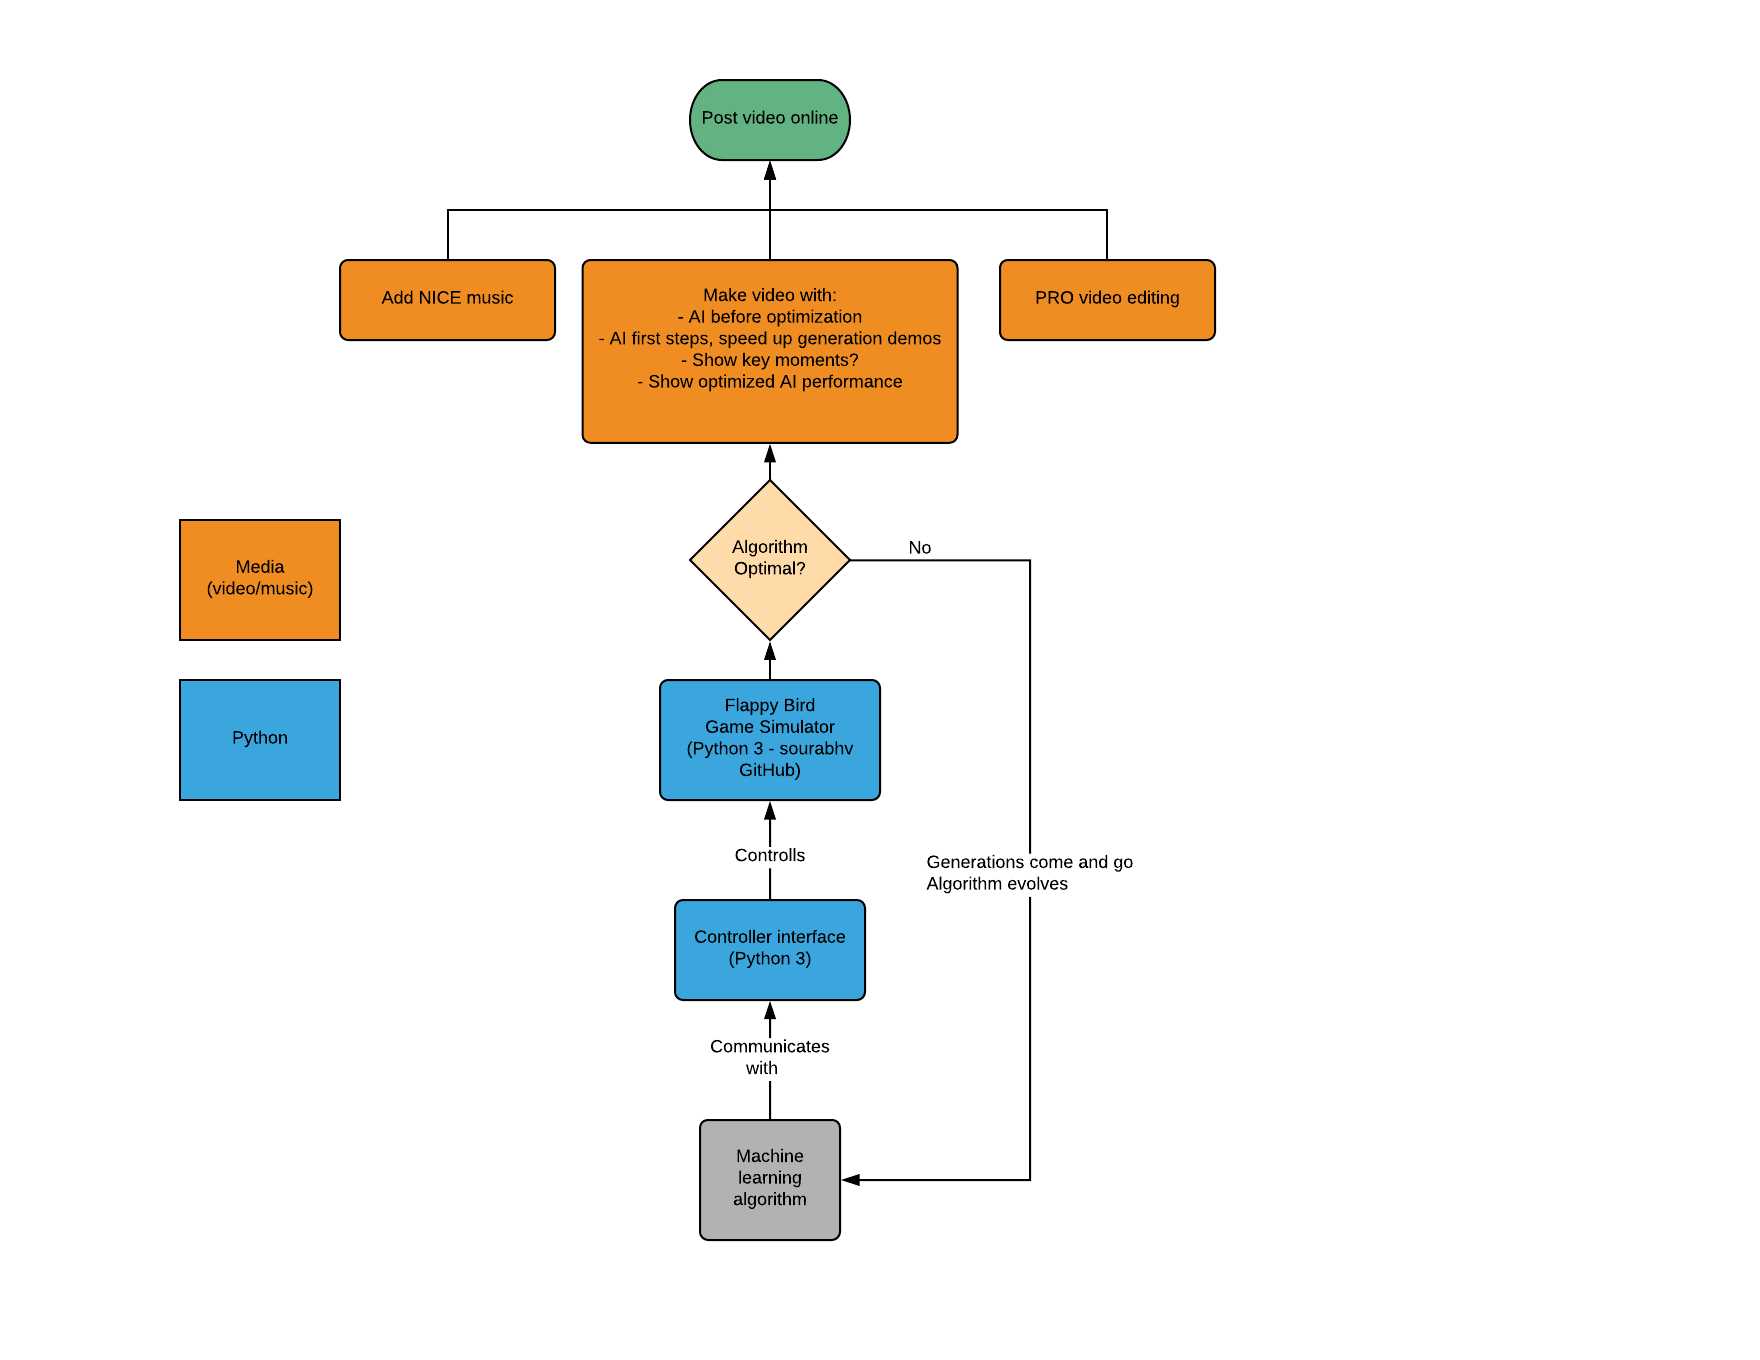 Post video online
Add NICE music
Make video with:
- AI before optimization
- AI first steps, speed up generation demos
- Show key moments?
- Show optimized AI performance
PRO video editing
Media
(video/music)
Algorithm
Optimal?
No
Python
Flappy Bird
Game Simulator
(Python 3 - sourabhv
GitHub)
Controlls
Generations come and go
Algorithm evolves
Controller interface
(Python 3)
Communicates
with
Machine
learning
algorithm